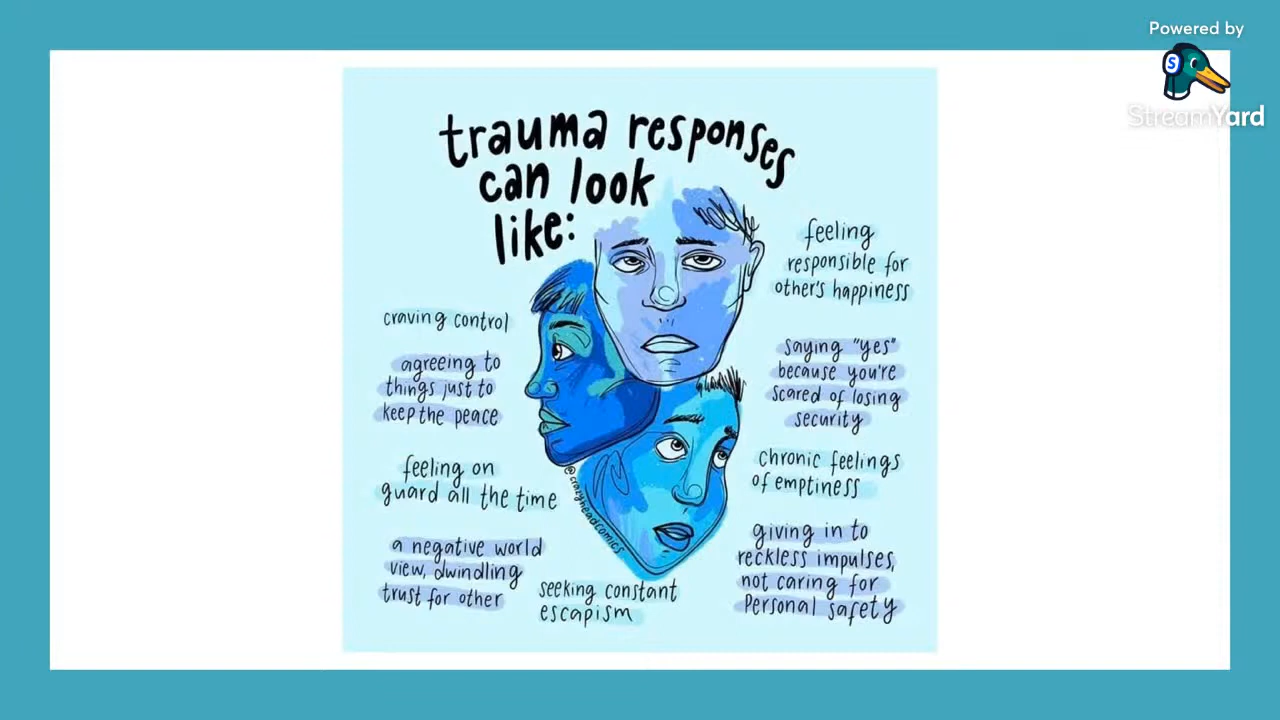 Powered by
StreamYard
trauma responses
can look
like:
craving control
agreeing to
things just to
keep the peace
feeling on
guard all the time
a negative world
view, dwindling
trust for other
seeking constant
escapism
feeling
responsible for
other's happiness
saying "yes"
because you're
scared of losing
security
chronic feelings
of emptiness
giving in to
reckless impulses,
not caring for
Personal safety
@crazyheadcomics
S